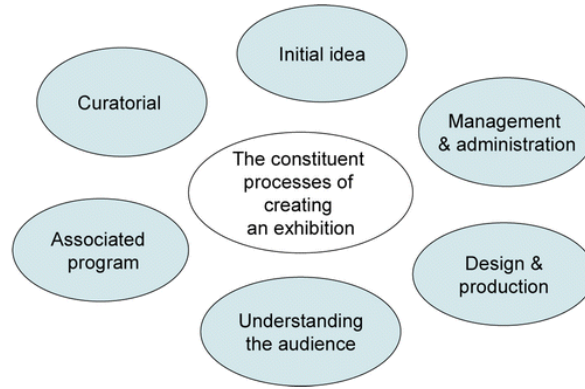 Initial idea
Curatorial
Management
& administration
The constituent
processes of
creating
an exhibition
Associated
program
Design &
production
Understanding
the audience